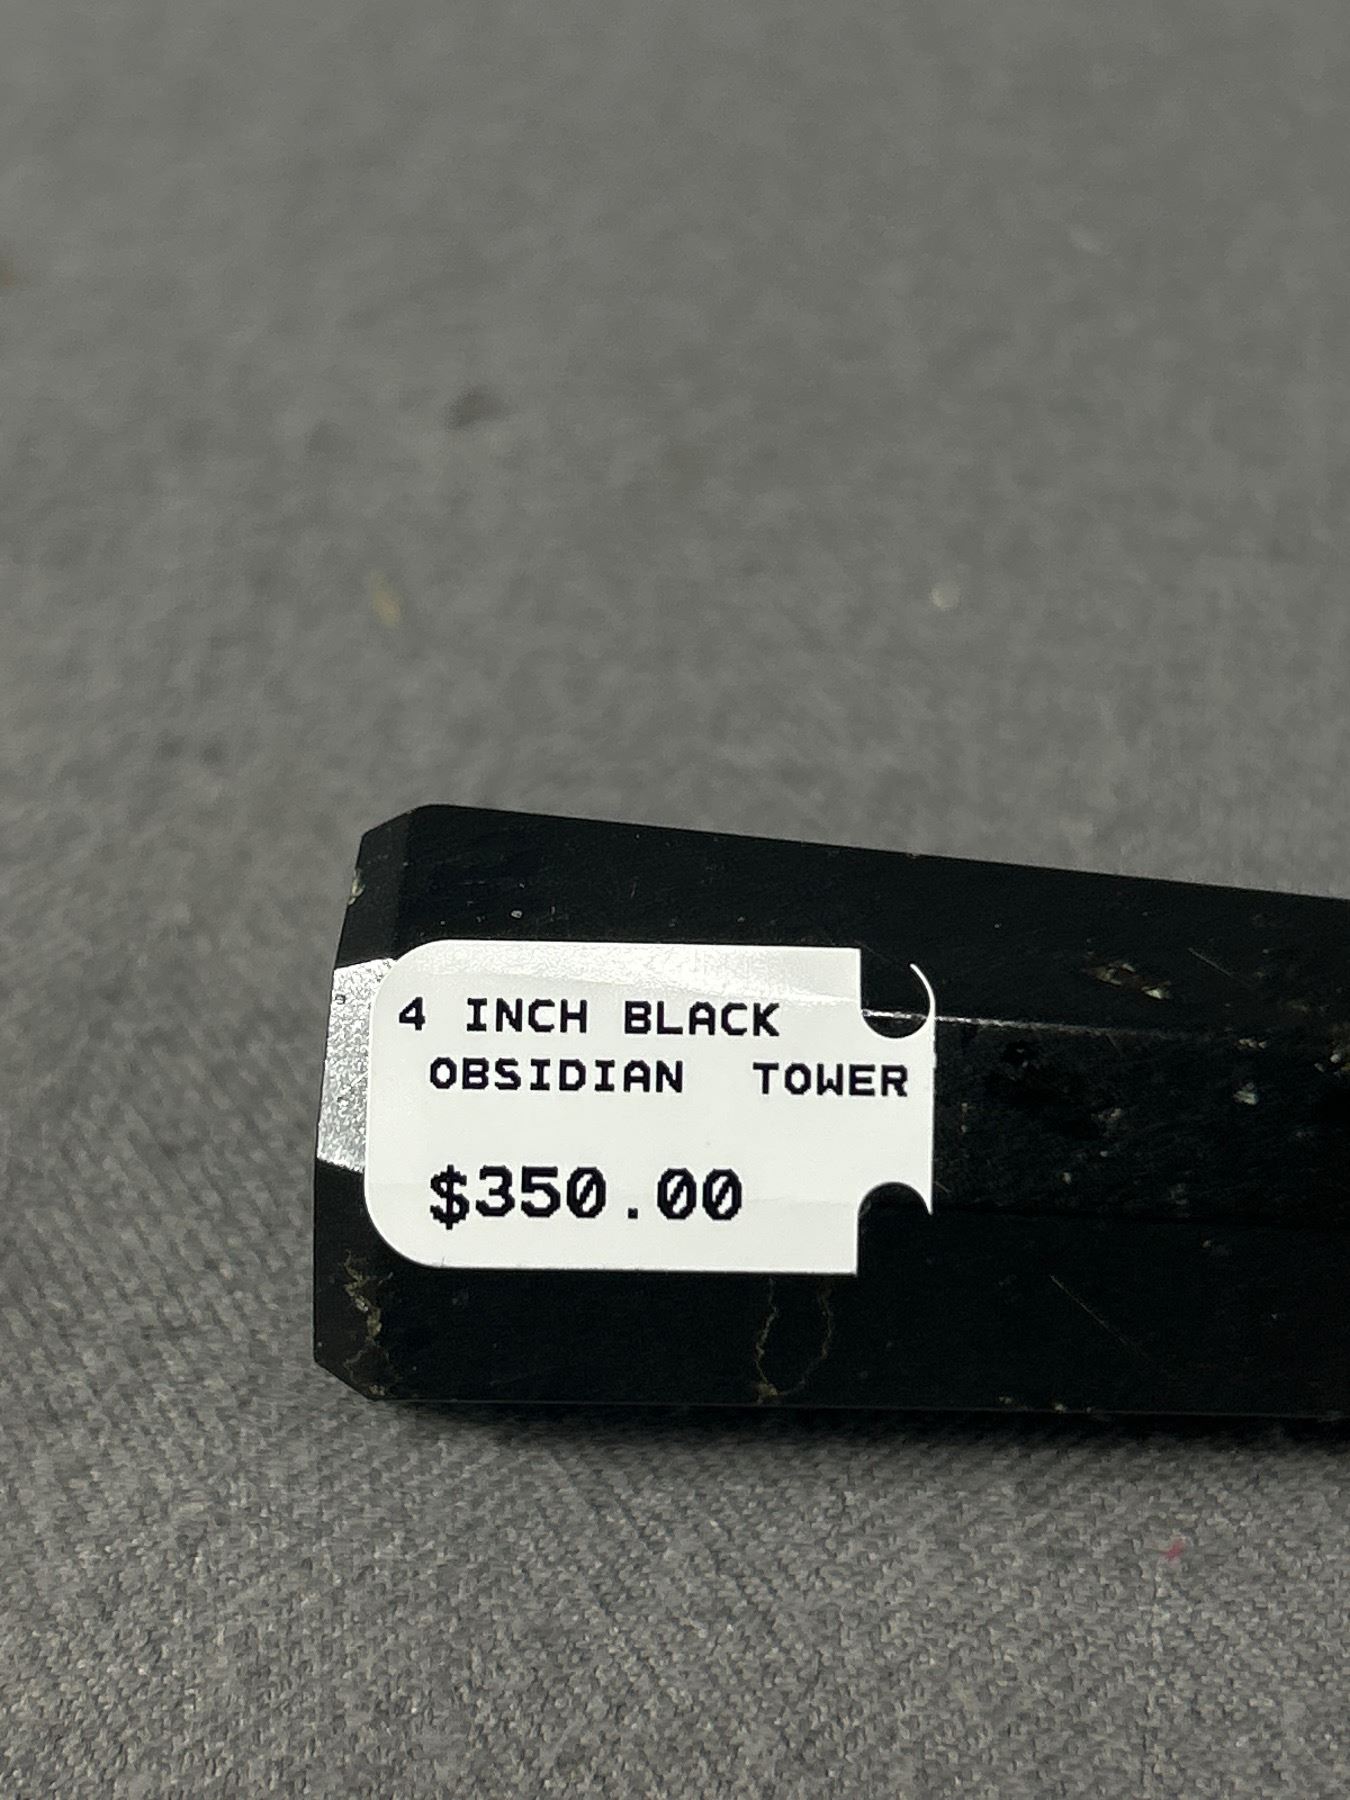 4 INCH BLACK
OBSIDIAN TOWER
$350.00